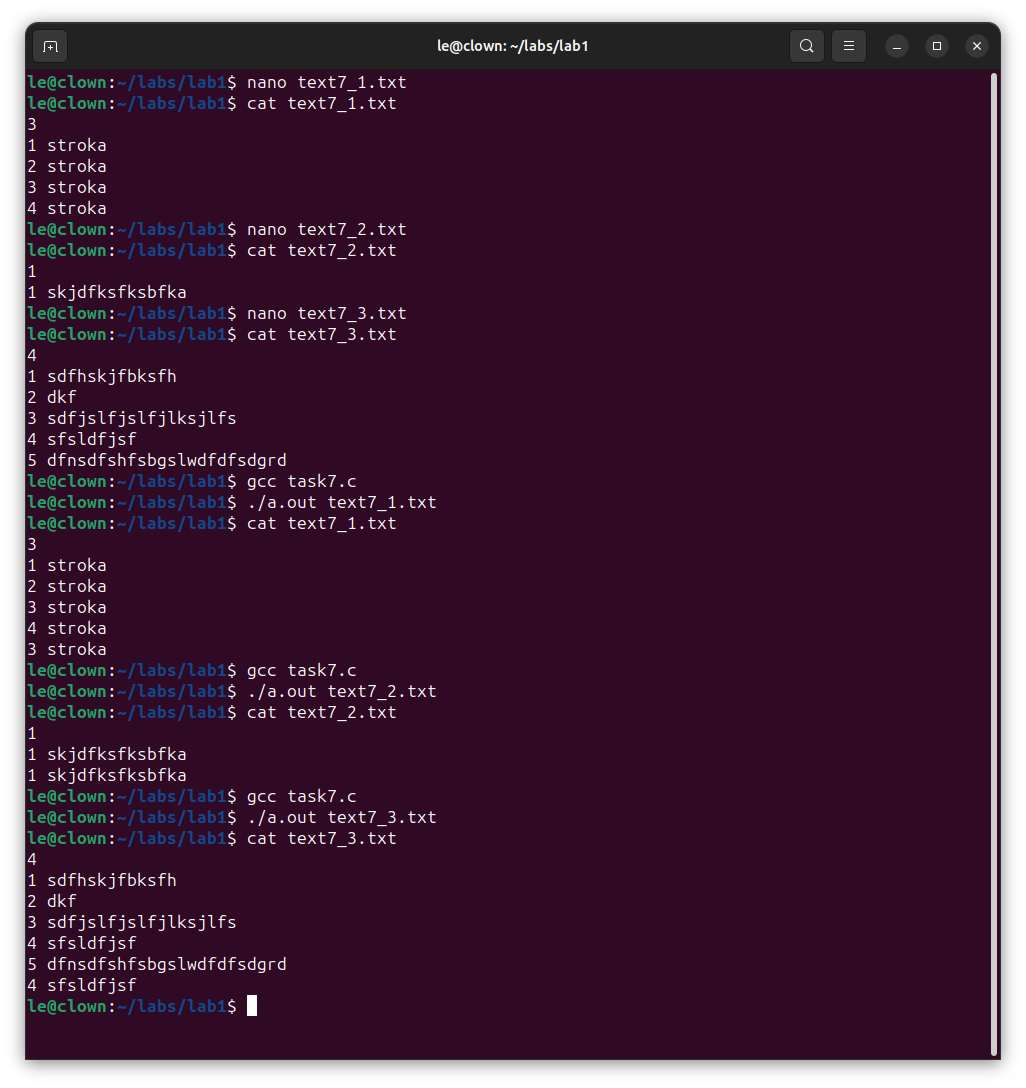 le@clown: ~/labs/lab1
le@clown:~/labs/lab1$ nano text7_1.txt
le@clown:~/labs/lab1$ cat text7_1.txt
3
1 stroka
2 stroka
3 stroka
4 stroka
le@clown:~/labs/lab1$ nano text7_2.txt
le@clown:~/labs/lab1$ cat text7_2.txt
1
1 skjdfksfksbfka
le@clown:~/labs/lab1$ nano text7_3.txt
le@clown:~/labs/lab1$ cat text7_3.txt
4
1 sdfhskjfbksfh
2 dkf
3 sdfjslfjslfjlksjlfs
4 sfsldfjsf
5 dfnsdfshfsbgslwdfdfsdgrd
le@clown:~/labs/lab1$ gcc task7.c
le@clown:~/labs/lab1$ ./a.out text7_1.txt
le@clown:~/labs/lab1$ cat text7_1.txt
3
1 stroka
2 stroka
3 stroka
4 stroka
3 stroka
le@clown:~/labs/lab1$ gcc task7.c
le@clown:~/labs/lab1$ ./a.out text7_2.txt
le@clown:~/labs/lab1$ cat text7_2.txt
1
1 skjdfksfksbfka
1 skjdfksfksbfka
le@clown:~/labs/lab1$ gcc task7.c
le@clown:~/labs/lab1$ ./a.out text7_3.txt
le@clown:~/labs/lab1$ cat text7_3.txt
4
1 sdfhskjfbksfh
2 dkf
3 sdfjslfjslfjlksjlfs
4 sfsldfjsf
5 dfnsdfshfsbgslwdfdfsdgrd
4 sfsldfjsf
le@clown:~/labs/lab1$